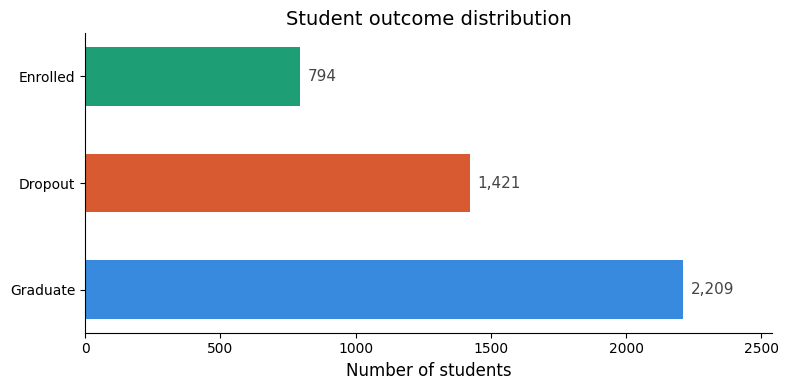 Student outcome distribution
Enrolled
794
Dropout
1,421
Graduate
2,209
0 500 1000 1500 2000 2500
Number of students